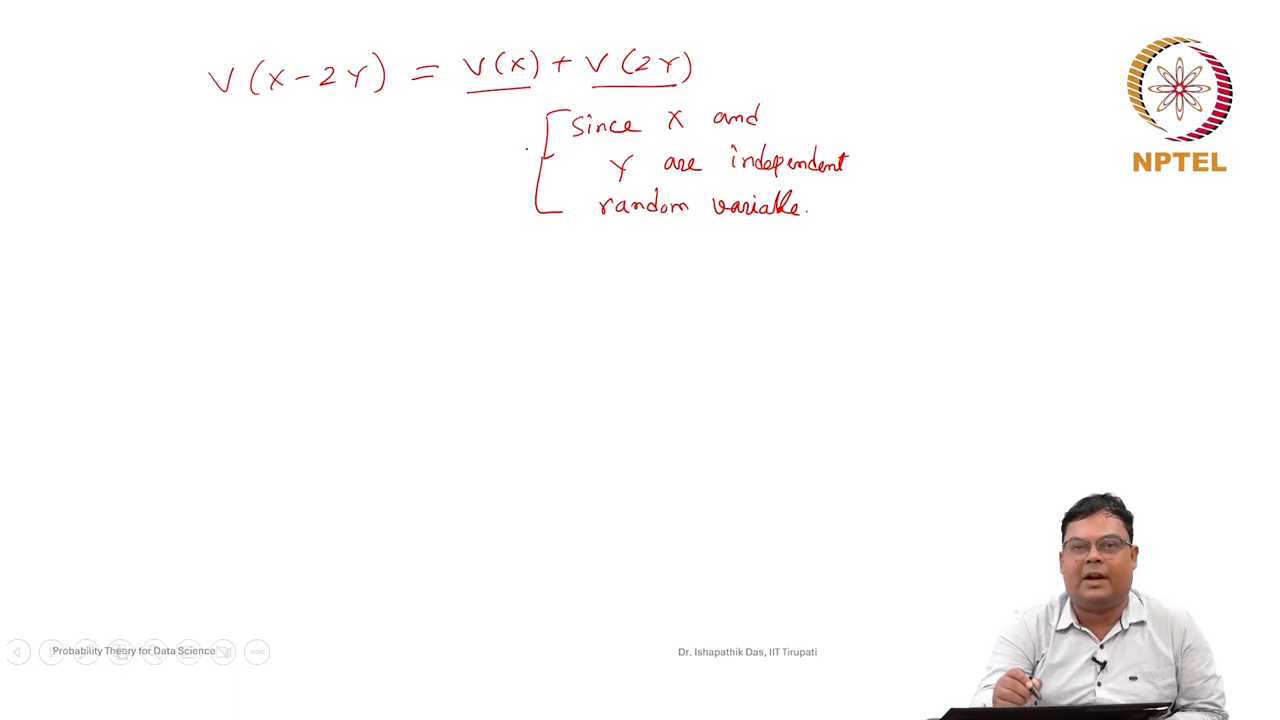 V(X-2Y) = V(X) + V(2Y)
[since X and
Y are independent
random variable.
NPTEL
Probability Theory for Data Science
Dr. Ishapathik Das, IIT Tirupati